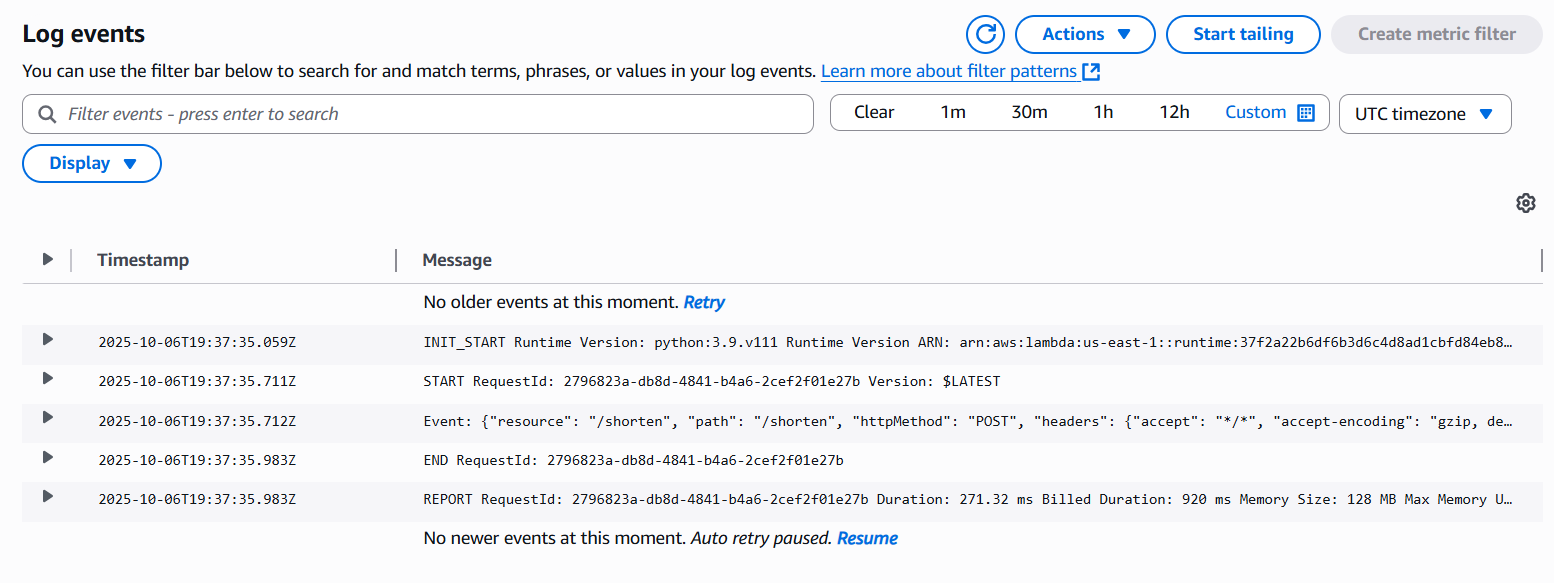 Log events
Actions
Start tailing
Create metric filter
You can use the filter bar below to search for and match terms, phrases, or values in your log events. Learn more about filter patterns
Filter events - press enter to search
Clear 1m 30m 1h 12h Custom
UTC timezone
Display
Timestamp Message
No older events at this moment. Retry
2025-10-06T19:37:35.059Z INIT_START Runtime Version: python:3.9.v111 Runtime Version ARN: arn:aws:lambda:us-east-1::runtime:37f2a22b6df6b3d6c4d8ad1cbfd84eb8…
2025-10-06T19:37:35.711Z START RequestId: 2796823a-db8d-4841-b4a6-2cef2f01e27b Version: $LATEST
2025-10-06T19:37:35.712Z Event: {"resource": "/shorten", "path": "/shorten", "httpMethod": "POST", "headers": {"accept": "*/*", "accept-encoding": "gzip, de…
2025-10-06T19:37:35.983Z END RequestId: 2796823a-db8d-4841-b4a6-2cef2f01e27b
2025-10-06T19:37:35.983Z REPORT RequestId: 2796823a-db8d-4841-b4a6-2cef2f01e27b Duration: 271.32 ms Billed Duration: 920 ms Memory Size: 128 MB Max Memory U…
No newer events at this moment. Auto retry paused. Resume